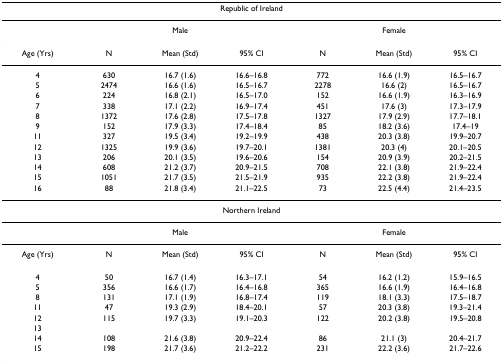 Republic of Ireland
Male Female
Age (Yrs) N Mean (Std) 95% CI N Mean (Std) 95% CI
4 630 16.7 (1.6) 16.6–16.8 772 16.6 (1.9) 16.5–16.7
5 2474 16.6 (1.6) 16.5–16.7 2278 16.6 (2) 16.5–16.7
6 224 16.8 (2.1) 16.5–17.0 152 16.6 (1.9) 16.3–16.9
7 338 17.1 (2.2) 16.9–17.4 451 17.6 (3) 17.3–17.9
8 1372 17.6 (2.8) 17.5–17.8 1327 17.9 (2.9) 17.7–18.1
9 152 17.9 (3.3) 17.4–18.4 85 18.2 (3.6) 17.4–19
11 327 19.5 (3.4) 19.2–19.9 438 20.3 (3.8) 19.9–20.7
12 1325 19.9 (3.6) 19.7–20.1 1381 20.3 (4) 20.1–20.5
13 206 20.1 (3.5) 19.6–20.6 154 20.9 (3.9) 20.2–21.5
14 608 21.2 (3.7) 20.9–21.5 708 22.1 (3.8) 21.9–22.4
15 1051 21.7 (3.5) 21.5–21.9 935 22.2 (3.8) 21.9–22.4
16 88 21.8 (3.4) 21.1–22.5 73 22.5 (4.4) 21.4–23.5
Northern Ireland
Male Female
Age (Yrs) N Mean (Std) 95% CI N Mean (Std) 95% CI
4 50 16.7 (1.4) 16.3–17.1 54 16.2 (1.2) 15.9–16.5
5 356 16.6 (1.7) 16.4–16.8 365 16.6 (1.9) 16.4–16.8
8 131 17.1 (1.9) 16.8–17.4 119 18.1 (3.3) 17.5–18.7
11 47 19.3 (2.9) 18.4–20.1 57 20.3 (3.8) 19.3–21.4
12 115 19.7 (3.3) 19.1–20.3 122 20.2 (3.8) 19.5–20.8
13
14 108 21.6 (3.8) 20.9–22.4 86 21.1 (3) 20.4–21.7
15 198 21.7 (3.6) 21.2–22.2 231 22.2 (3.6) 21.7–22.6